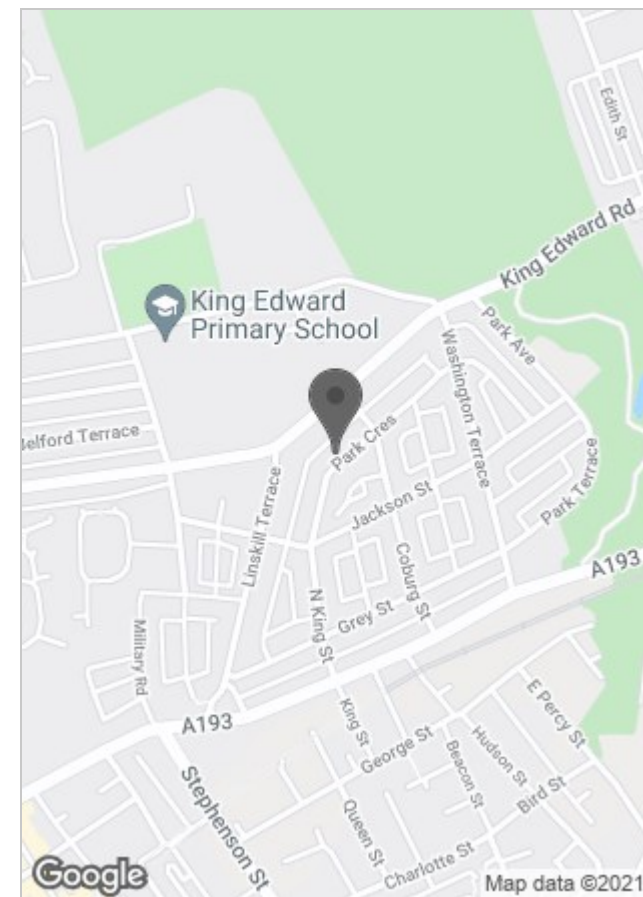 Edith St
King Edward Rd
King Edward
Primary School
Park Ave
Washington Terrace
Belford Terrace
Park Cres
Park Terrace
Jackson St
Linskill Terrace
Coburg St
A193
N King St
Grey St
Military Rd
A193
King St
George St
E Percy St
Stephenson St
Beacon St
Hudson St
Bird St
Queen St
Charlotte St
Google
Map data ©2021